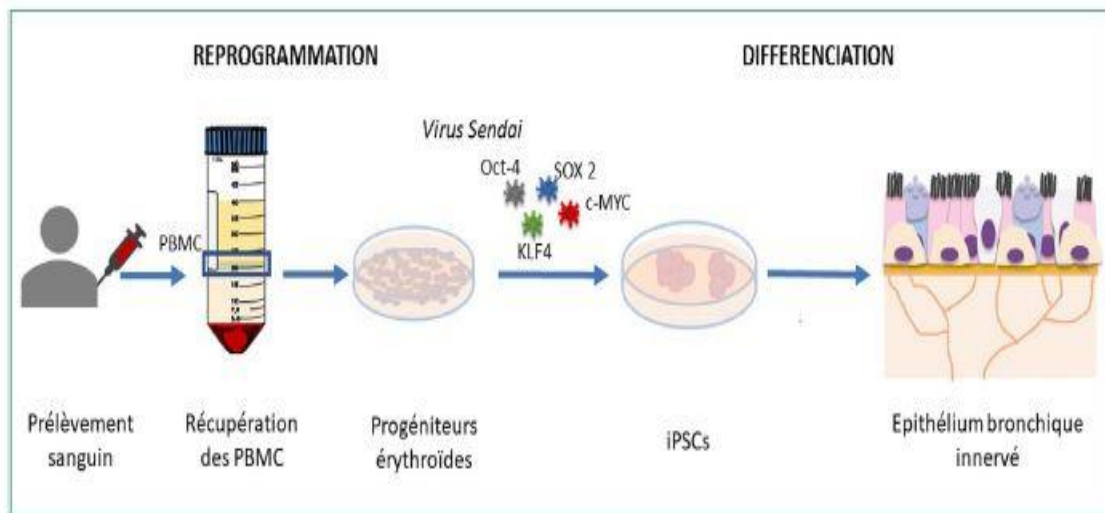 REPROGRAMMATION
DIFFERENCIATION
Virus Sendai
Oct-4
SOX 2
c-MYC
KLF4
PBMC
Prélèvement
sanguin
Récupération
des PBMC
Progéniteurs
érythroïdes
iPSCs
Epithélium bronchique
innervé